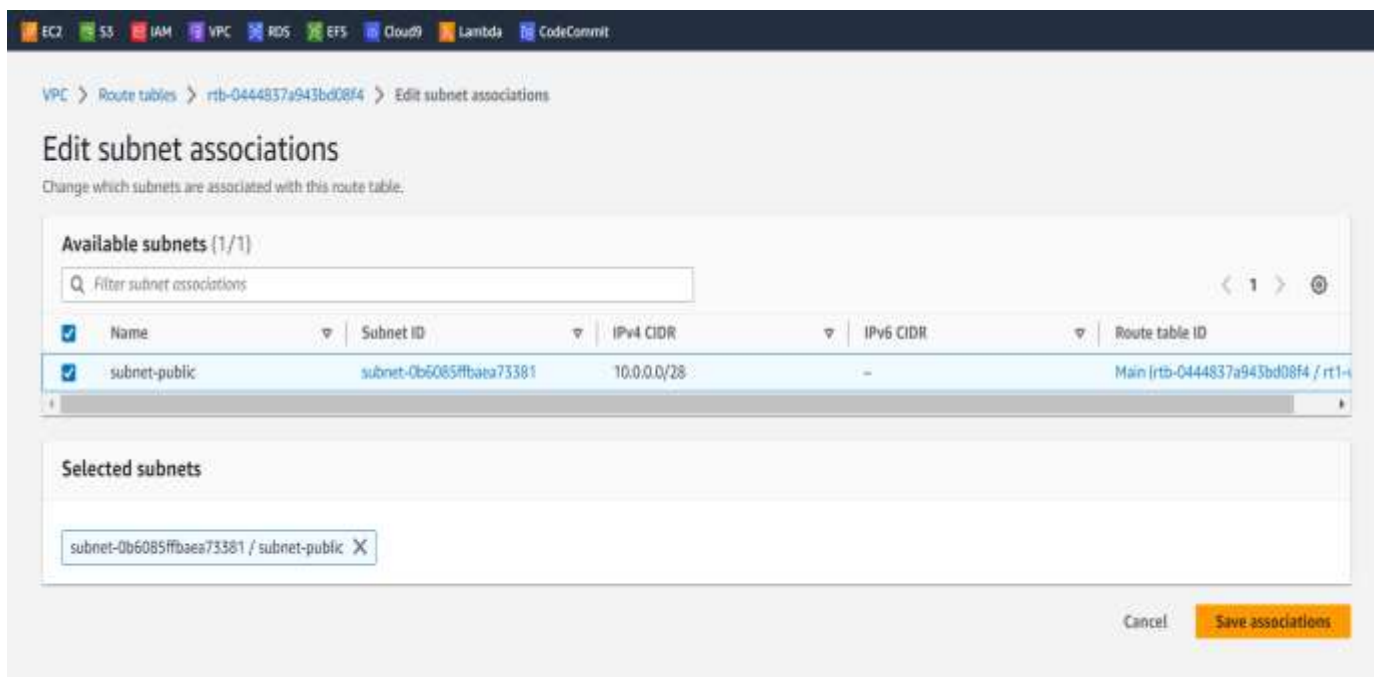 EC2 S3 IAM VPC RDS EFS Cloud9 Lambda CodeCommit
VPC > Route tables > rtb-0444837a943bd08f4 > Edit subnet associations
Edit subnet associations
Change which subnets are associated with this route table.
Available subnets (1/1)
Filter subnet associations
< 1 >
Name Subnet ID IPv4 CIDR IPv6 CIDR Route table ID
subnet-public subnet-0b6085ffbaea73381 10.0.0.0/28 – Main (rtb-0444837a943bd08f4 / rt1-
Selected subnets
subnet-0b6085ffbaea73381 / subnet-public X
Cancel Save associations